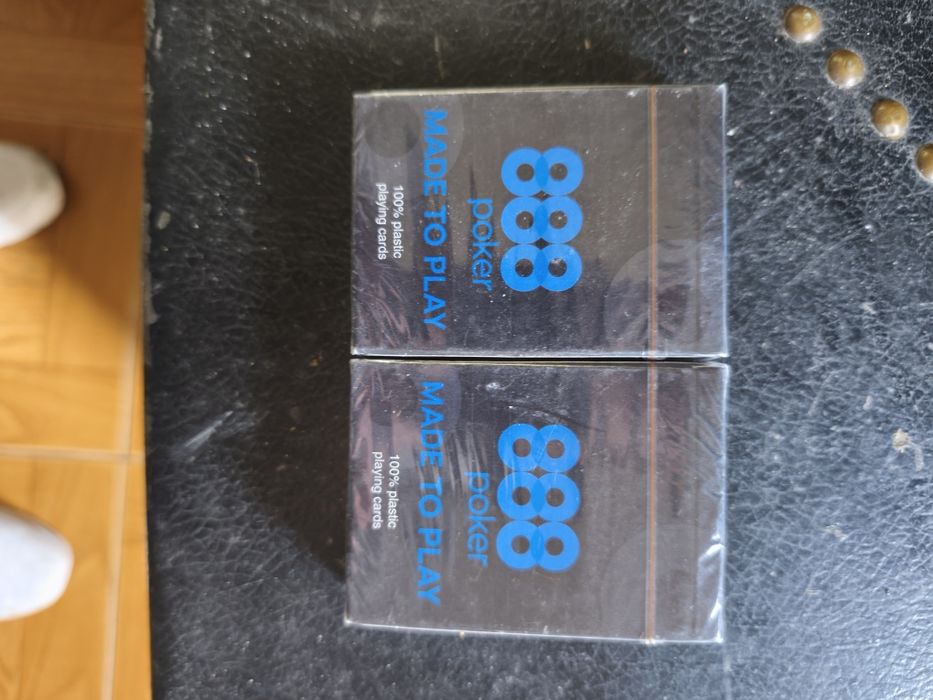 888
poker
MADE TO PLAY
100% plastic
playing cards
888
poker
MADE TO PLAY
100% plastic
playing cards